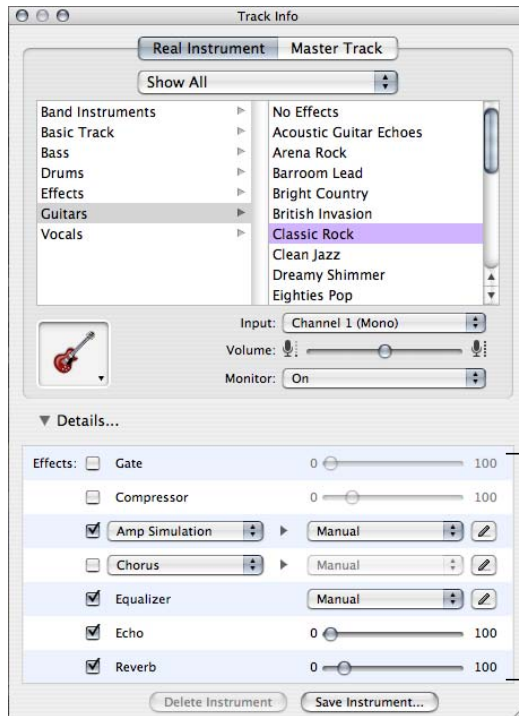 Track Info
Real Instrument Master Track
Show All
Band Instruments
Basic Track
Bass
Drums
Effects
Guitars
Vocals
No Effects
Acoustic Guitar Echoes
Arena Rock
Barroom Lead
Bright Country
British Invasion
Classic Rock
Clean Jazz
Dreamy Shimmer
Eighties Pop
Input: Channel 1 (Mono)
Volume:
Monitor: On
Details...
Effects: Gate 0 100
Compressor 0 100
Amp Simulation Manual
Chorus Manual
Equalizer Manual
Echo 0 100
Reverb 0 100
Delete Instrument Save Instrument...